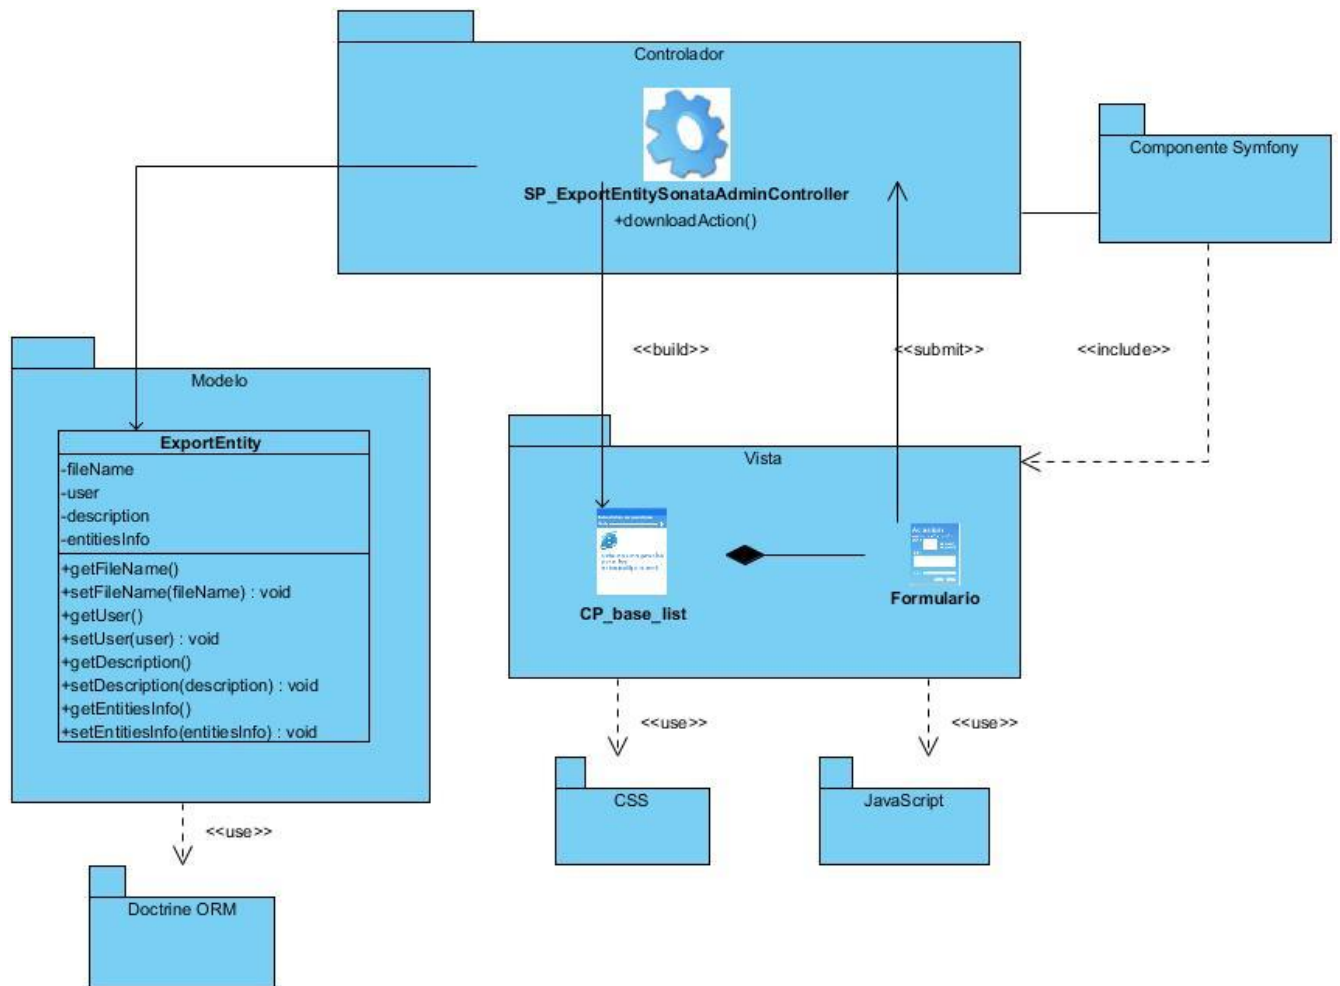 Controlador
SP_ExportEntitySonataAdminController
+downloadAction()
Componente Symfony
<<build>>
<<submit>>
<<include>>
Modelo
ExportEntity
-fileName
-user
-description
-entitiesInfo
+getFileName()
+setFileName(fileName) : void
+getUser()
+setUser(user) : void
+getDescription()
+setDescription(description) : void
+getEntitiesInfo()
+setEntitiesInfo(entitiesInfo) : void
Vista
CP_base_list
Formulario
<<use>>
<<use>>
<<use>>
CSS
JavaScript
Doctrine ORM